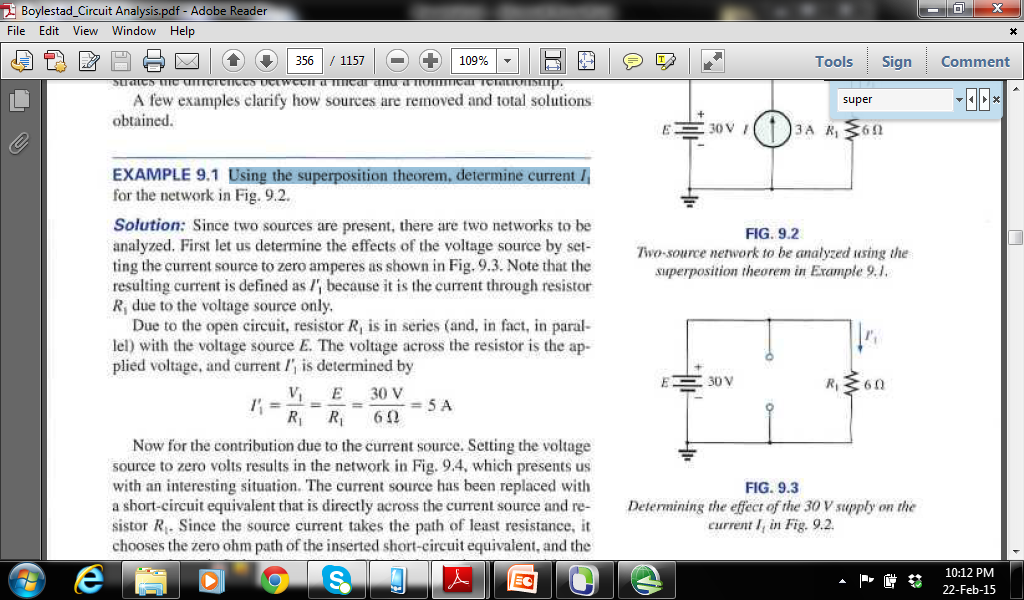 Boylestad_Circuit Analysis.pdf - Adobe Reader
File Edit View Window Help
356 / 1157 109% Tools Sign Comment
super
strates the differences between a linear and a nonlinear relationship.
A few examples clarify how sources are removed and total solutions
obtained.
E 30 V I 3 A R1 6 Ω
+
–
EXAMPLE 9.1 Using the superposition theorem, determine current I1
for the network in Fig. 9.2.
Solution: Since two sources are present, there are two networks to be
analyzed. First let us determine the effects of the voltage source by set-
ting the current source to zero amperes as shown in Fig. 9.3. Note that the
resulting current is defined as I′1 because it is the current through resistor
R1 due to the voltage source only.
Due to the open circuit, resistor R1 is in series (and, in fact, in paral-
lel) with the voltage source E. The voltage across the resistor is the ap-
plied voltage, and current I′1 is determined by
I′1 = V1/R1 = E/R1 = 30 V/6 Ω = 5 A
Now for the contribution due to the current source. Setting the voltage
source to zero volts results in the network in Fig. 9.4, which presents us
with an interesting situation. The current source has been replaced with
a short-circuit equivalent that is directly across the current source and re-
sistor R1. Since the source current takes the path of least resistance, it
chooses the zero ohm path of the inserted short-circuit equivalent, and the
FIG. 9.2
Two-source network to be analyzed using the
superposition theorem in Example 9.1.
I′1
+
E 30 V R1 6 Ω
–
FIG. 9.3
Determining the effect of the 30 V supply on the
current I1 in Fig. 9.2.
10:12 PM
22-Feb-15